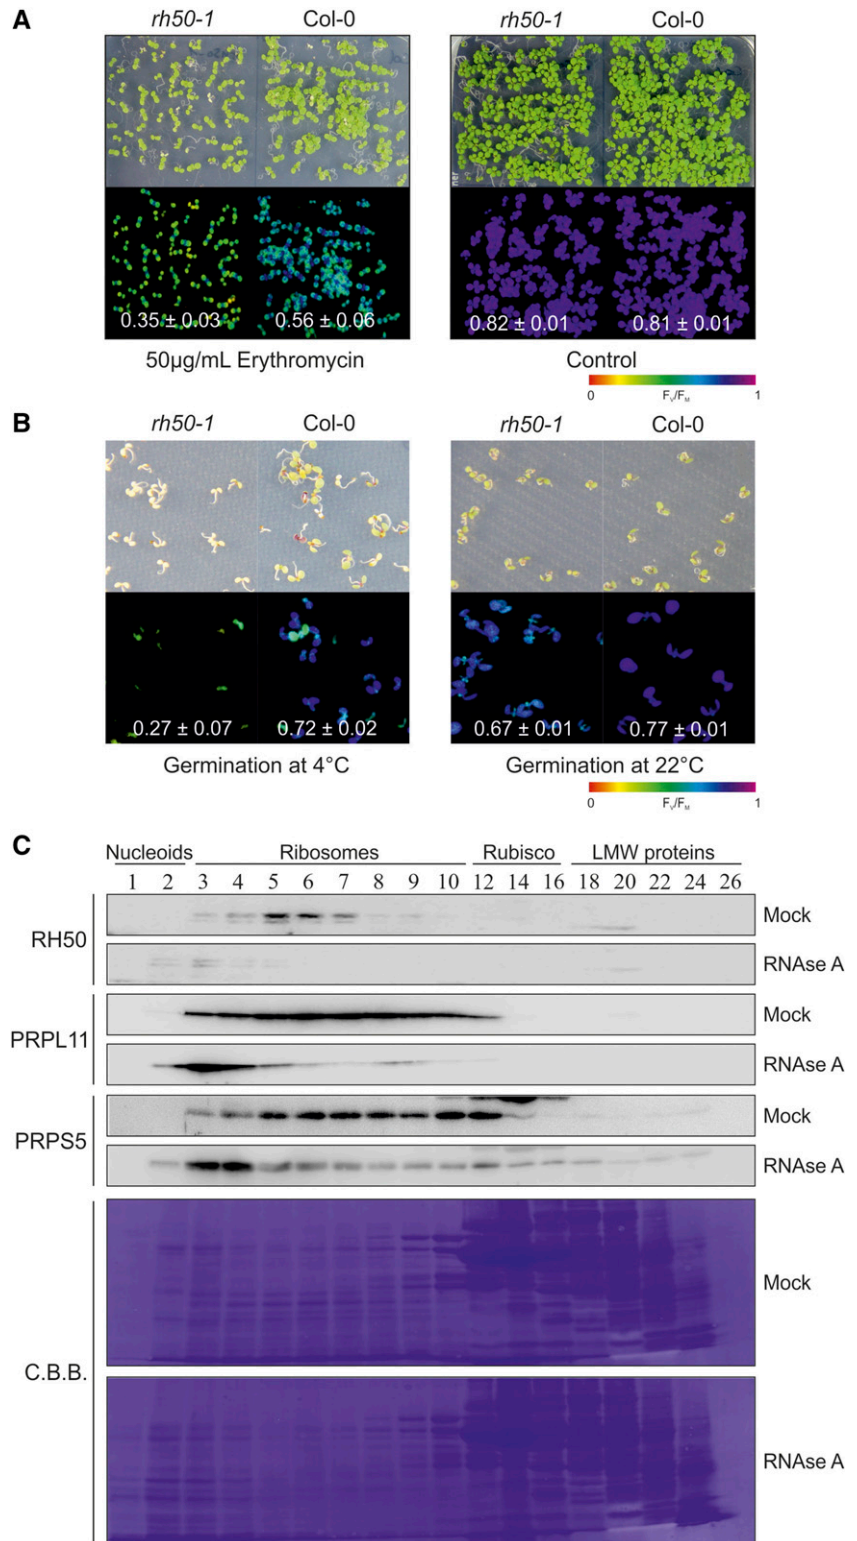 A
rh50-1 Col-0 rh50-1 Col-0
0.35 ± 0.03 0.56 ± 0.06 0.82 ± 0.01 0.81 ± 0.01
50µg/mL Erythromycin Control
0 Fv/FM 1
B
rh50-1 Col-0 rh50-1 Col-0
0.27 ± 0.07 0.72 ± 0.02 0.67 ± 0.01 0.77 ± 0.01
Germination at 4°C Germination at 22°C
0 Fv/FM 1
C
Nucleoids Ribosomes Rubisco LMW proteins
1 2 3 4 5 6 7 8 9 10 12 14 16 18 20 22 24 26
RH50
Mock
RNAse A
PRPL11
Mock
RNAse A
PRPS5
Mock
RNAse A
C.B.B.
Mock
RNAse A